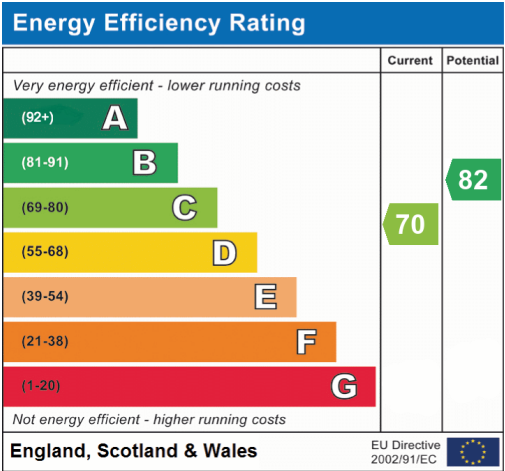 Energy Efficiency Rating
Current Potential
Very energy efficient - lower running costs
(92+) A
(81-91) B
82
(69-80) C
70
(55-68) D
(39-54) E
(21-38) F
(1-20) G
Not energy efficient - higher running costs
England, Scotland & Wales
EU Directive
2002/91/EC